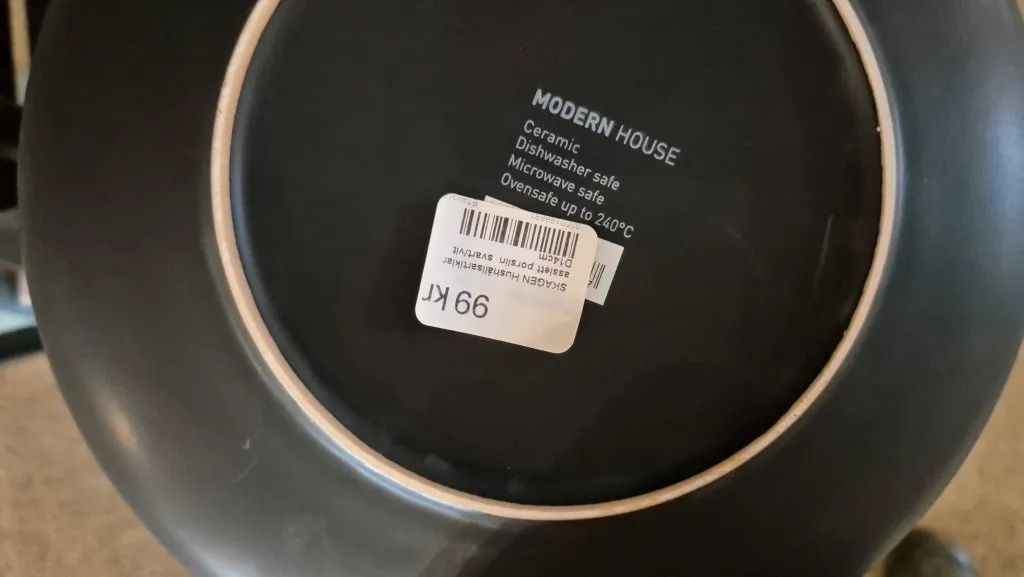 MODERN HOUSE
Ceramic
Dishwasher safe
Microwave safe
Ovensafe up to 240°C
99 kr
SKAGEN Hushållsartiklar
assiett porslin svart/vit
D14cm